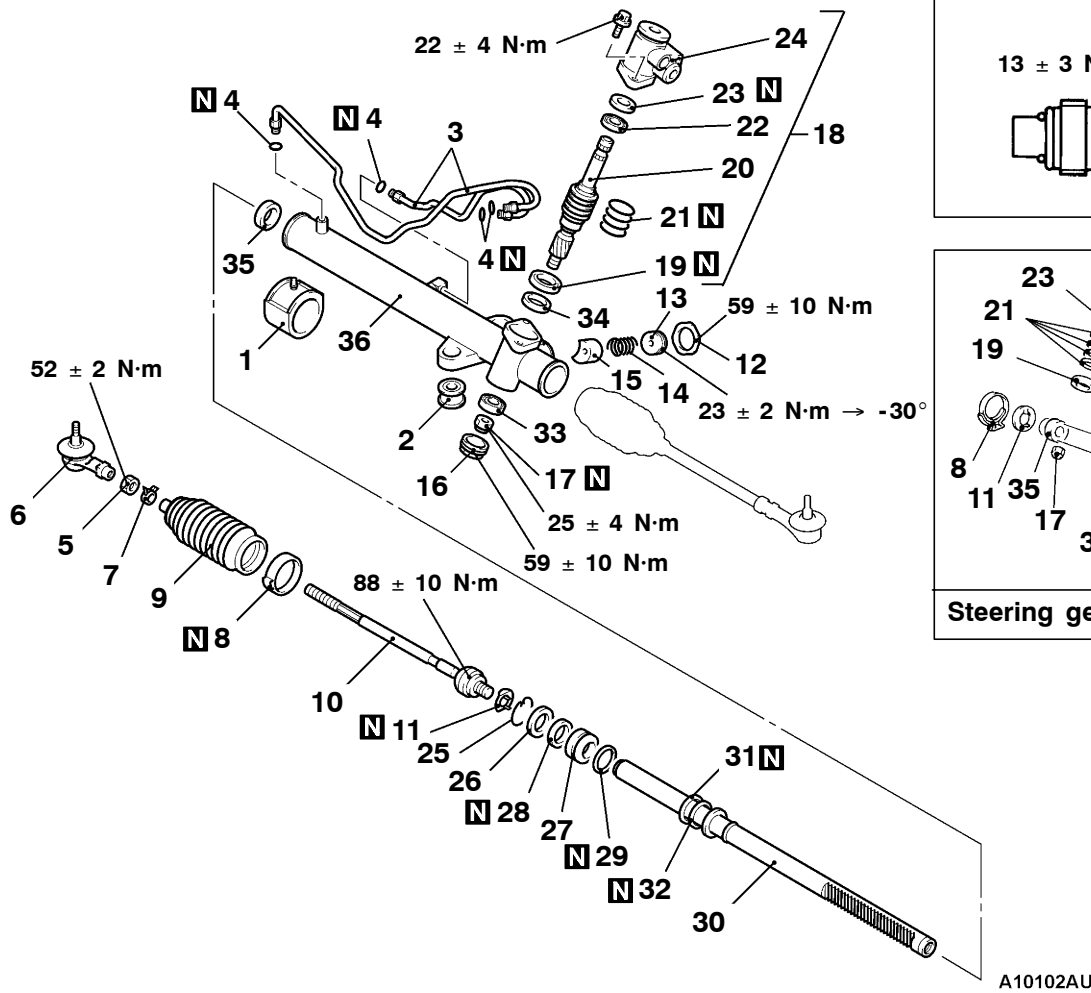 22 ± 4 N·m
24
13 ± 3 N
N 4
23 N
N 4
3
22
18
20
21 N
4 N
35
19 N
23
13
34
59 ± 10 N·m
21
1
36
12
19
52 ± 2 N·m
15
14
23 ± 2 N·m → -30°
2
33
8
16
17 N
11
35
6
17
5
25 ± 4 N·m
3
7
59 ± 10 N·m
9
88 ± 10 N·m
Steering ge
N 8
10
N 11
25
31 N
26
N 28
27
N 29
N 32
30
A10102AU